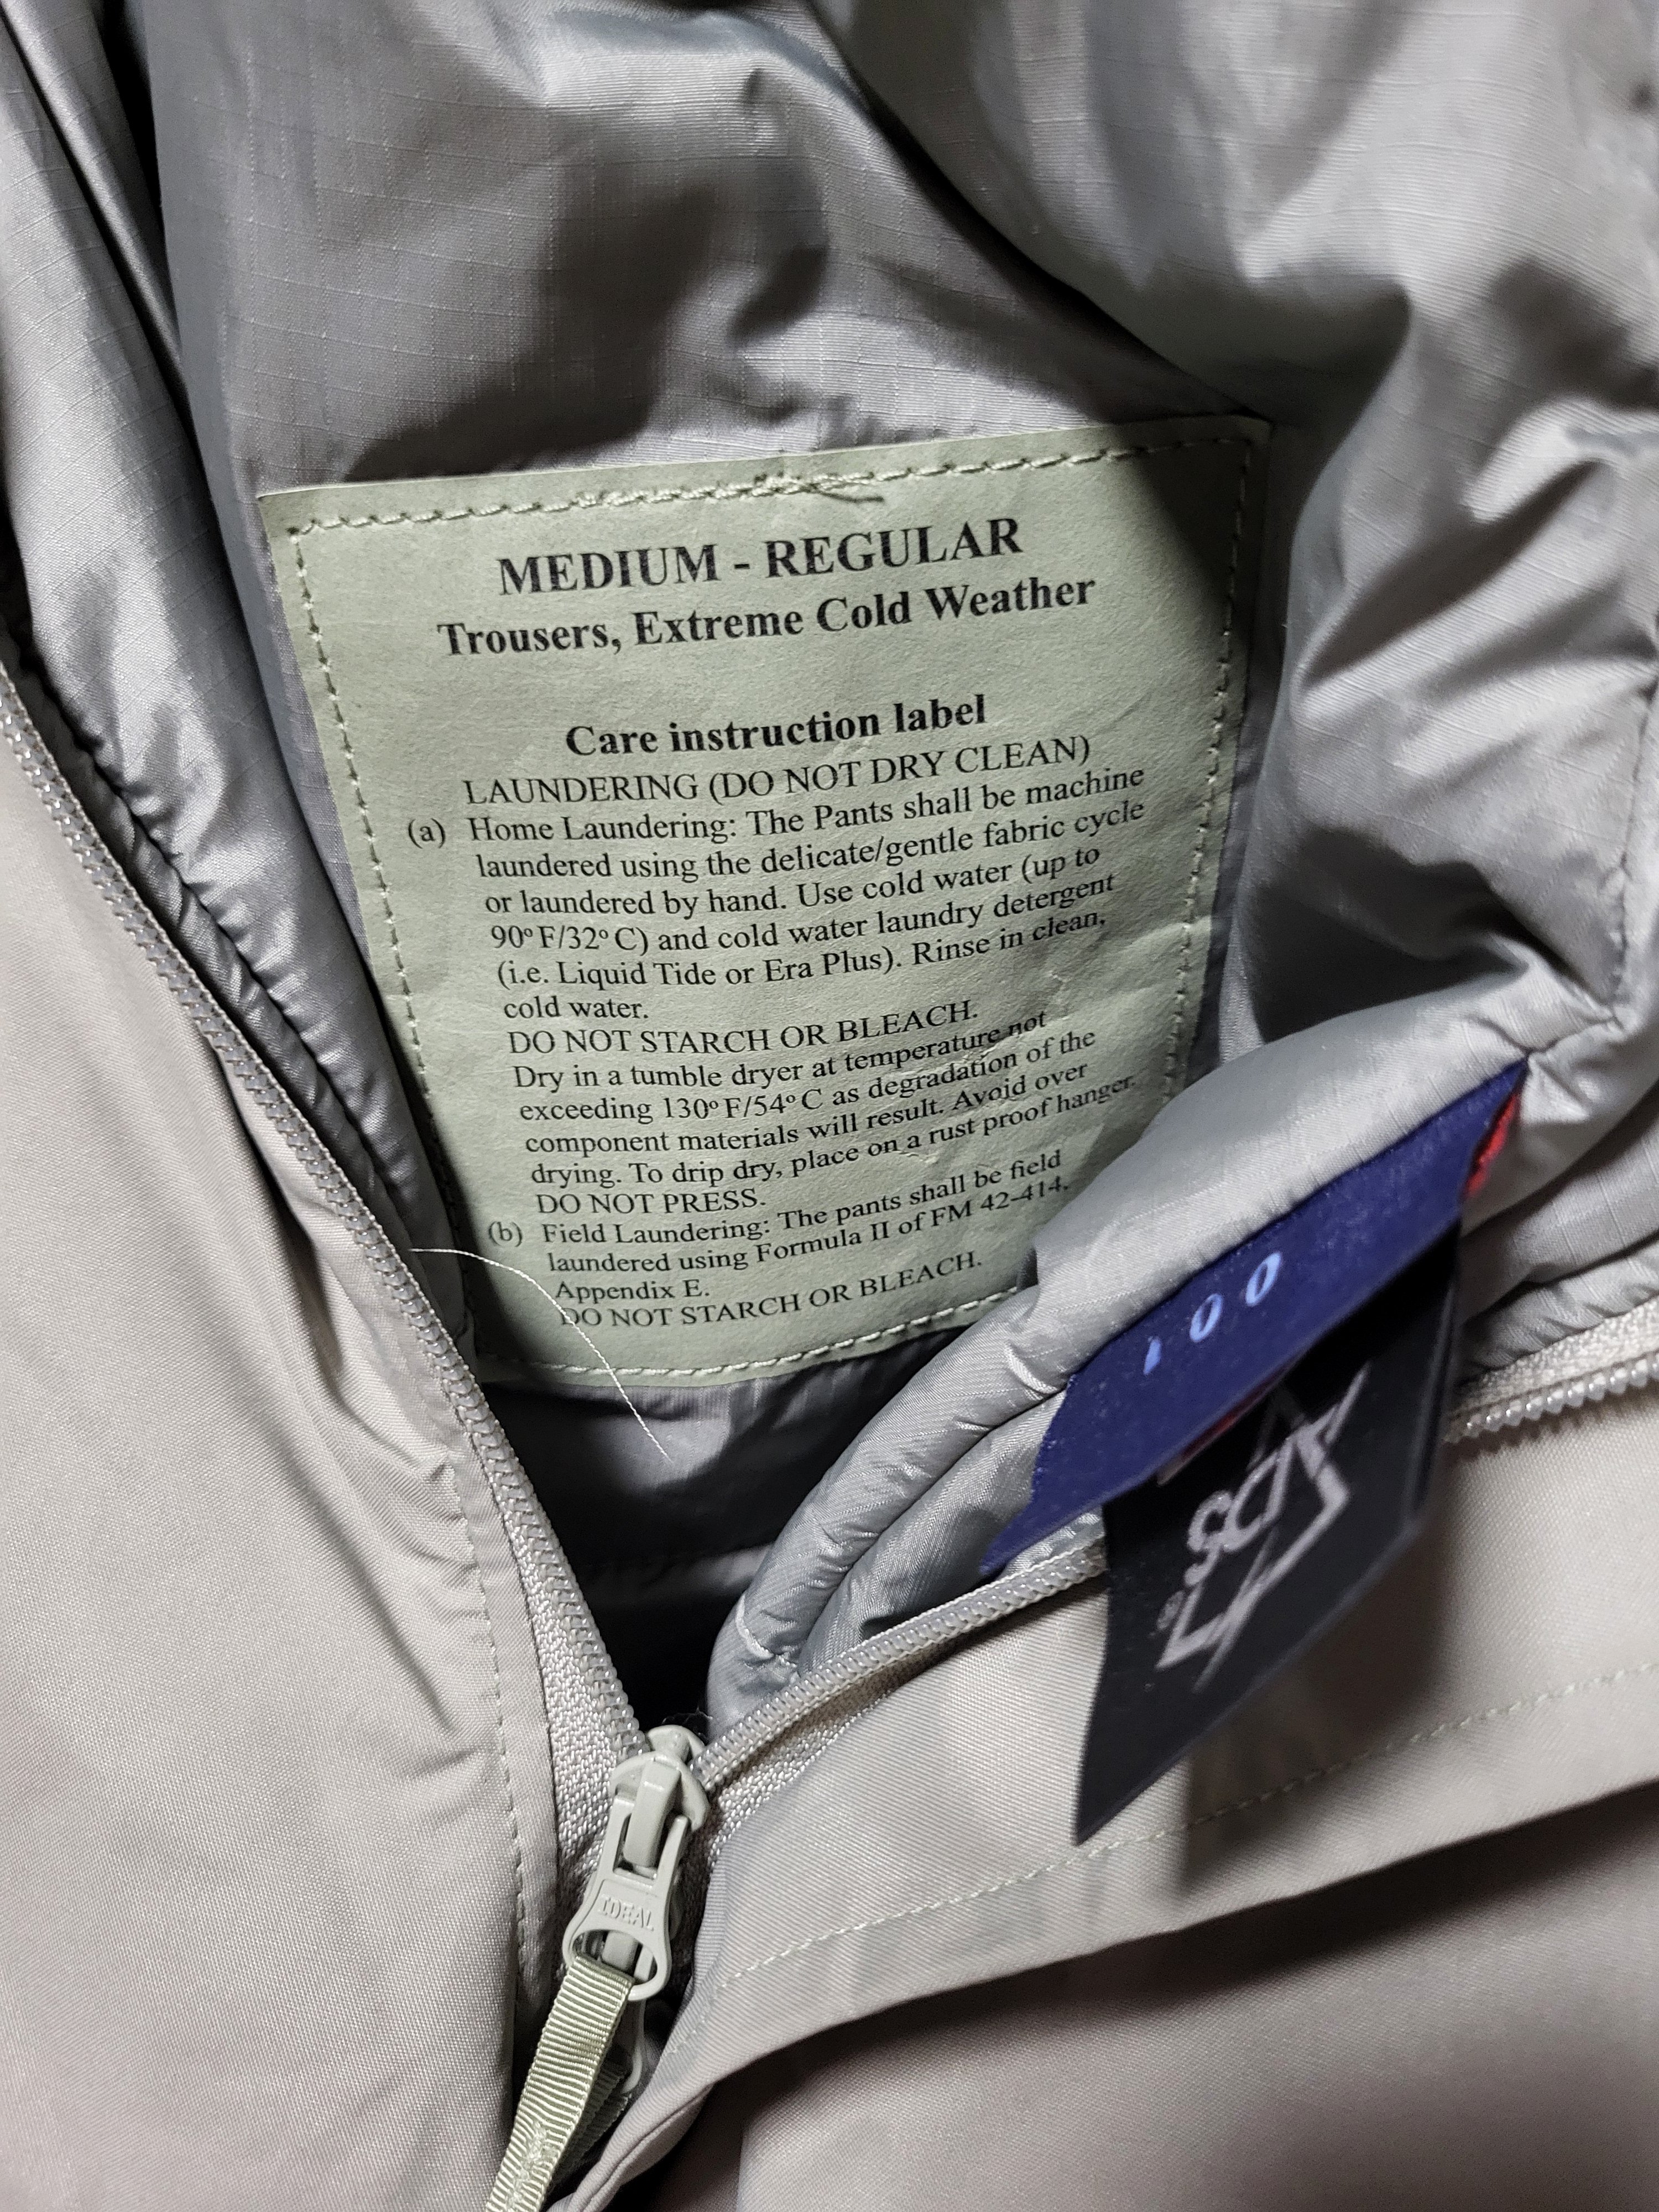 MEDIUM - REGULAR
Trousers, Extreme Cold Weather
Care instruction label
LAUNDERING (DO NOT DRY CLEAN)
(a) Home Laundering: The Pants shall be machine
laundered using the delicate/gentle fabric cycle
or laundered by hand. Use cold water (up to
90°F/32°C) and cold water laundry detergent
(i.e. Liquid Tide or Era Plus). Rinse in clean,
cold water.
DO NOT STARCH OR BLEACH.
Dry in a tumble dryer at temperature not
exceeding 130°F/54°C as degradation of the
component materials will result. Avoid over
drying. To drip dry, place on a rust proof hanger.
DO NOT PRESS.
(b) Field Laundering: The pants shall be field
laundered using Formula II of FM 42-414,
Appendix E.
DO NOT STARCH OR BLEACH.
100
IDEAL